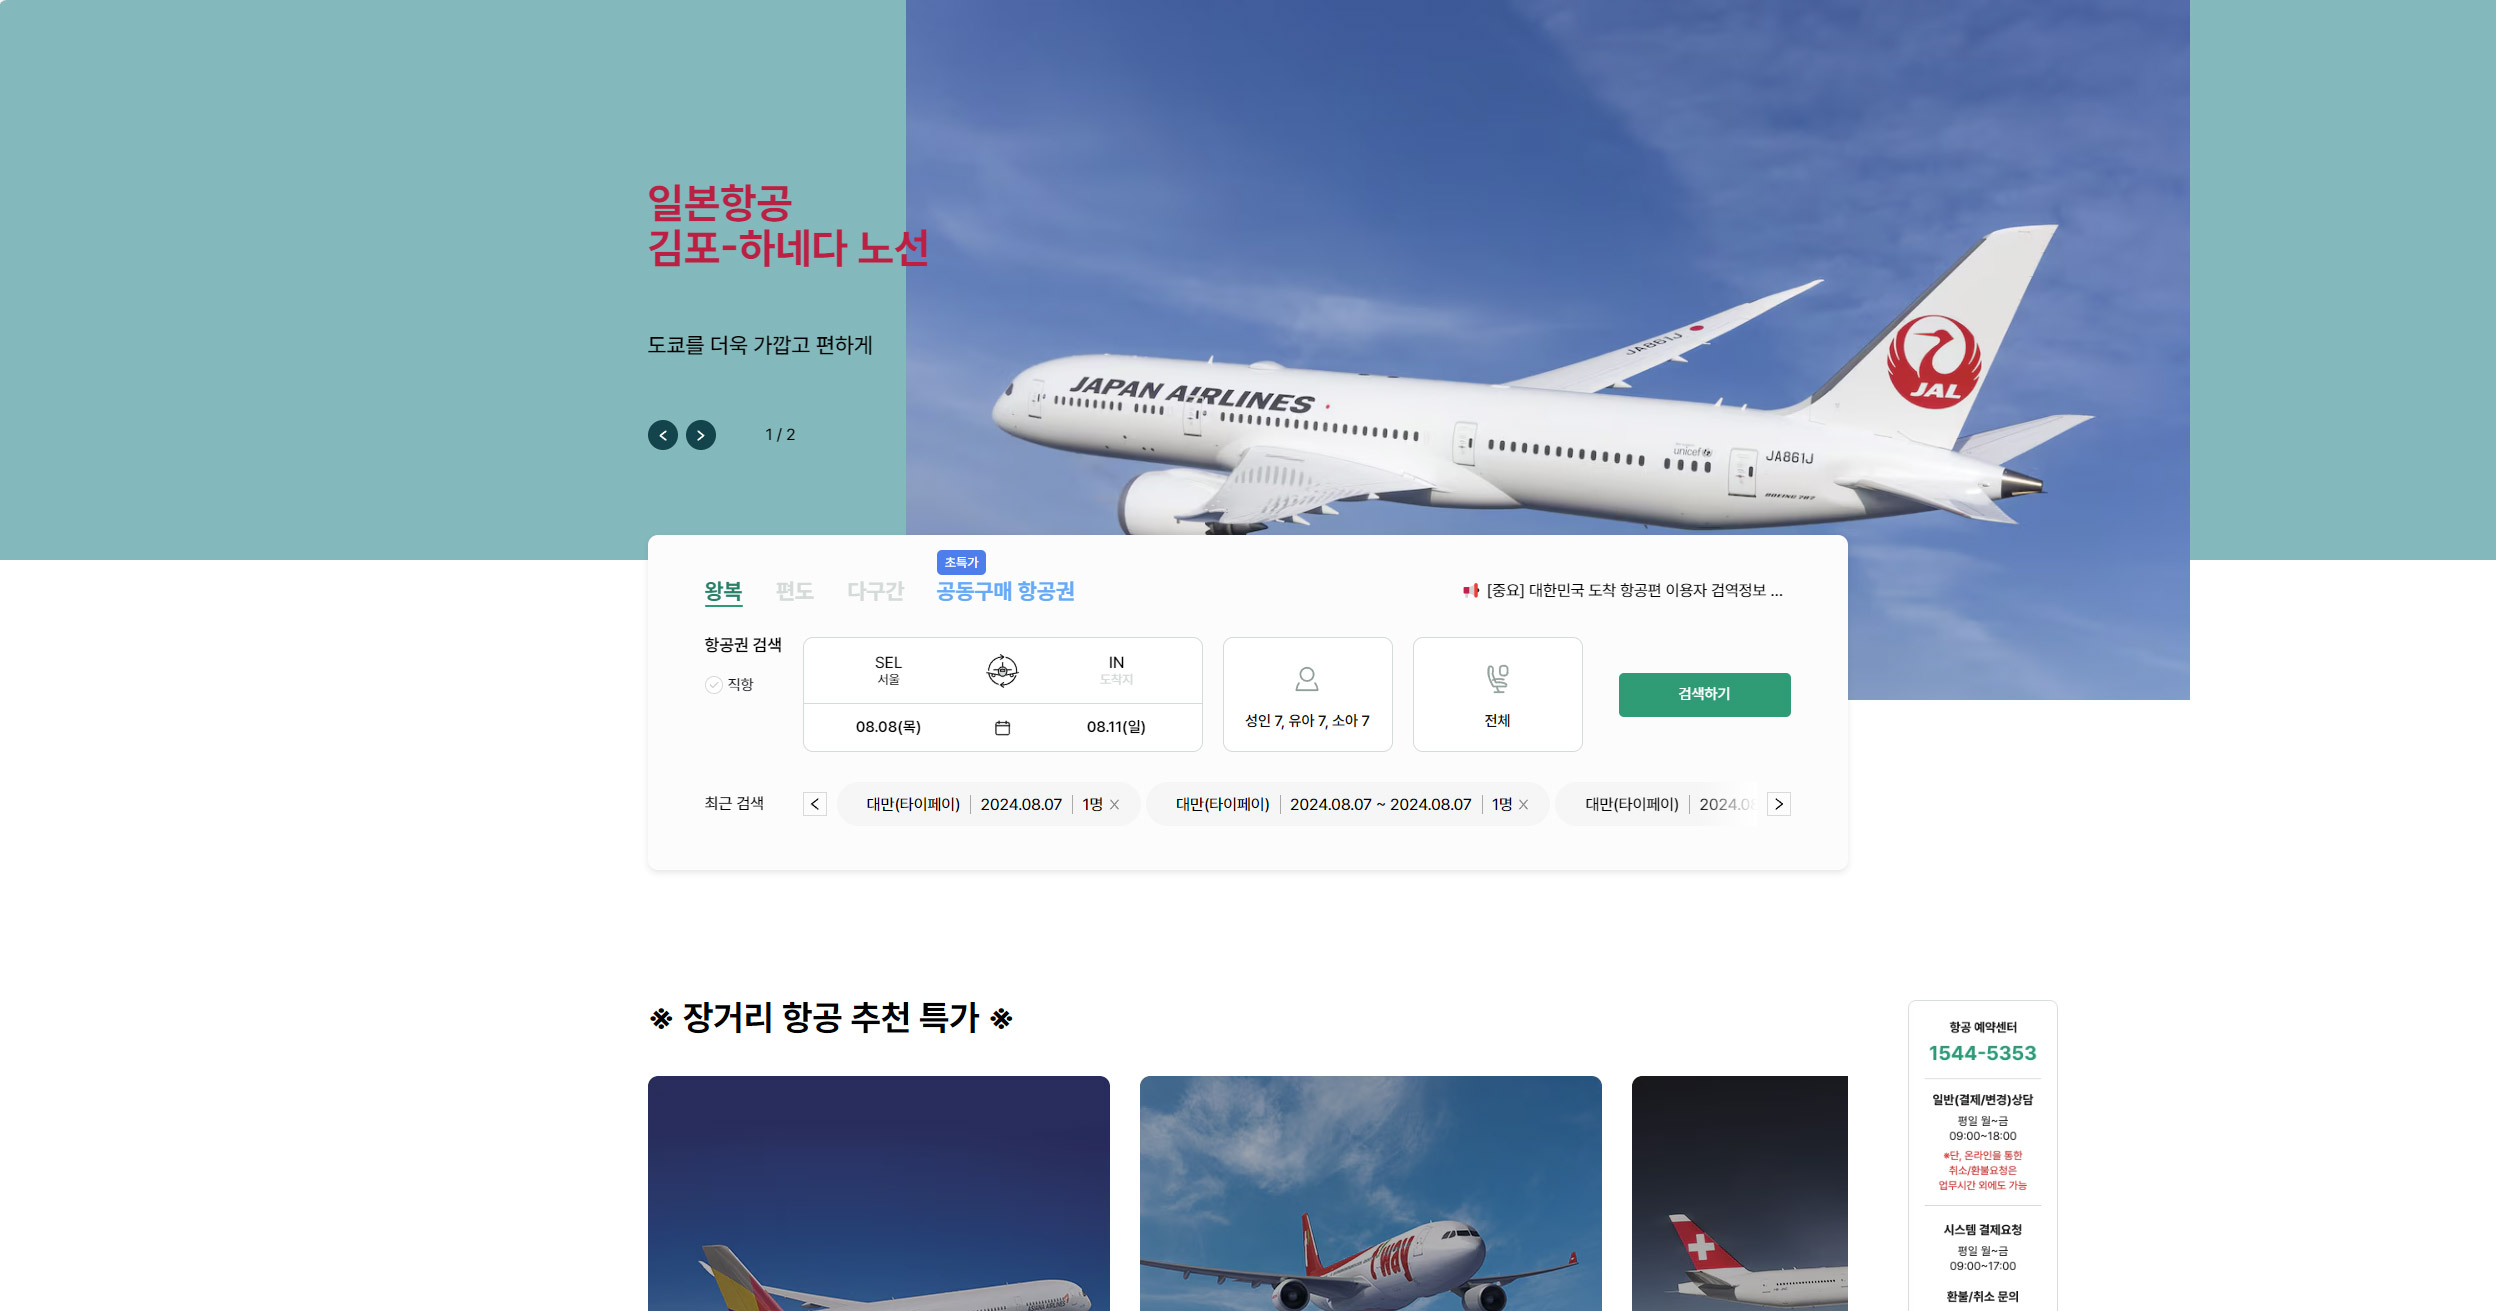 일본항공
김포-하네다 노선
도쿄를 더욱 가깝고 편하게
1 / 2
JAPAN AIRLINES
JA861J
JAL
unicef
JA861J
BOEING 787
초특가
왕복 편도 다구간 공동구매 항공권
[중요] 대한민국 도착 항공편 이용자 검역정보 ...
항공권 검색
직항
SEL
서울
IN
도착지
08.08(목)
08.11(일)
성인 7, 유아 7, 소아 7
전체
검색하기
최근 검색
대만(타이페이) 2024.08.07 1명
대만(타이페이) 2024.08.07 ~ 2024.08.07 1명
대만(타이페이) 2024.08
※ 장거리 항공 추천 특가 ※
ASIANA AIRLINES
t'way
항공 예약센터
1544-5353
일반(결제/변경)상담
평일 월~금
09:00~18:00
※단, 온라인을 통한
취소/환불요청은
업무시간 외에도 가능
시스템 결제요청
평일 월~금
09:00~17:00
환불/취소 문의